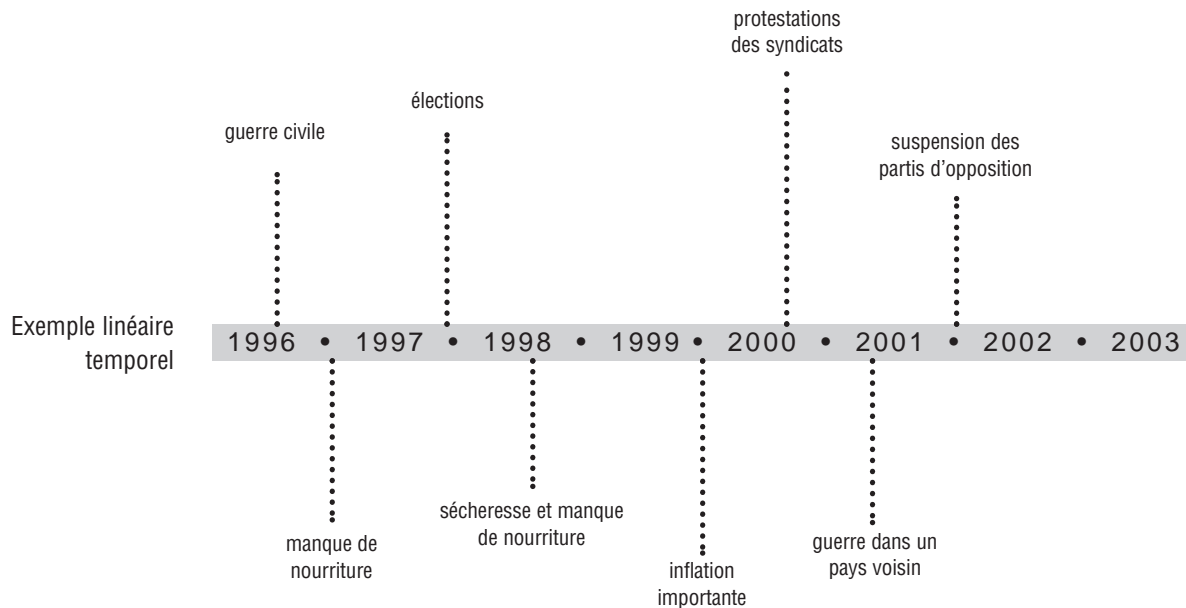 protestations
des syndicats
élections
guerre civile
suspension des
partis d’opposition
Exemple linéaire
temporel
1996 • 1997 • 1998 • 1999 • 2000 • 2001 • 2002 • 2003
sécheresse et manque
de nourriture
manque de
nourriture
guerre dans un
pays voisin
inflation
importante